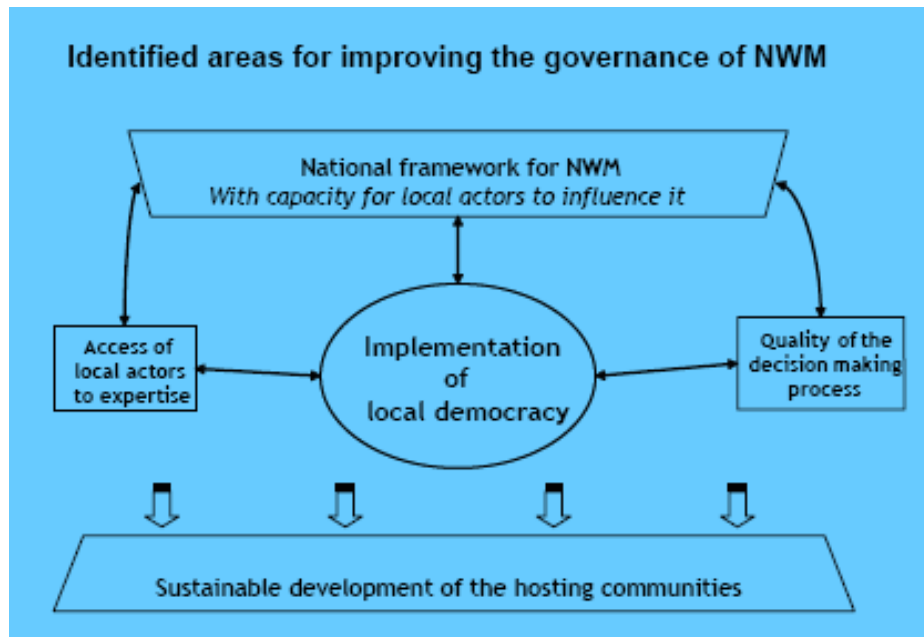 Identified areas for improving the governance of NWM
National framework for NWM
With capacity for local actors to influence it
Access of
local actors
to expertise
Implementation
of
local democracy
Quality of the
decision making
process
Sustainable development of the hosting communities